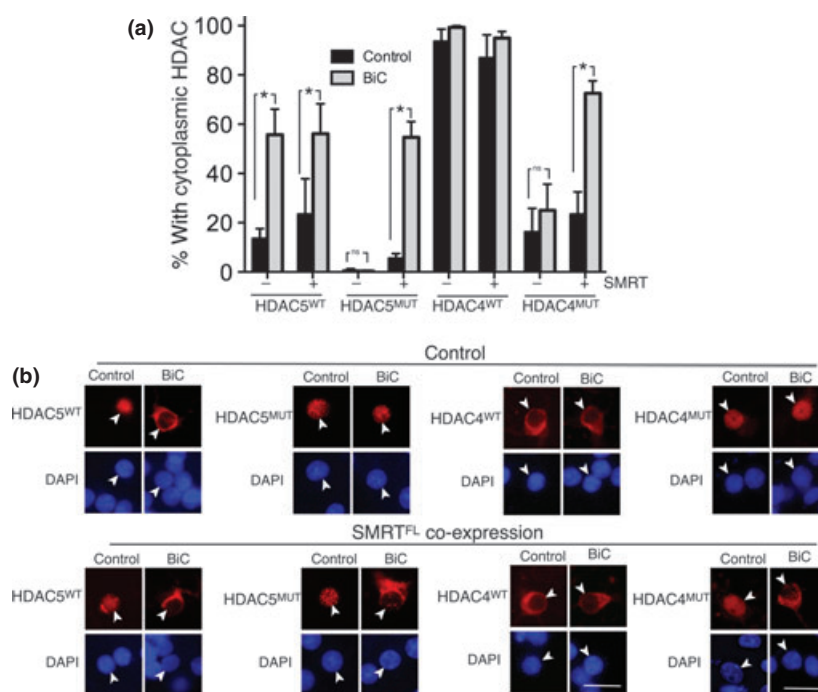 (a)
% With cytoplasmic HDAC
100
80
60
40
20
0
Control
BiC
* * ns * ns *
− + − + − + − + SMRT
HDAC5WT HDAC5MUT HDAC4WT HDAC4MUT
(b)
Control
Control BiC Control BiC Control BiC Control BiC
HDAC5WT HDAC5MUT HDAC4WT HDAC4MUT
DAPI DAPI DAPI DAPI
SMRTFL co-expression
Control BiC Control BiC Control BiC Control BiC
HDAC5WT HDAC5MUT HDAC4WT HDAC4MUT
DAPI DAPI DAPI DAPI